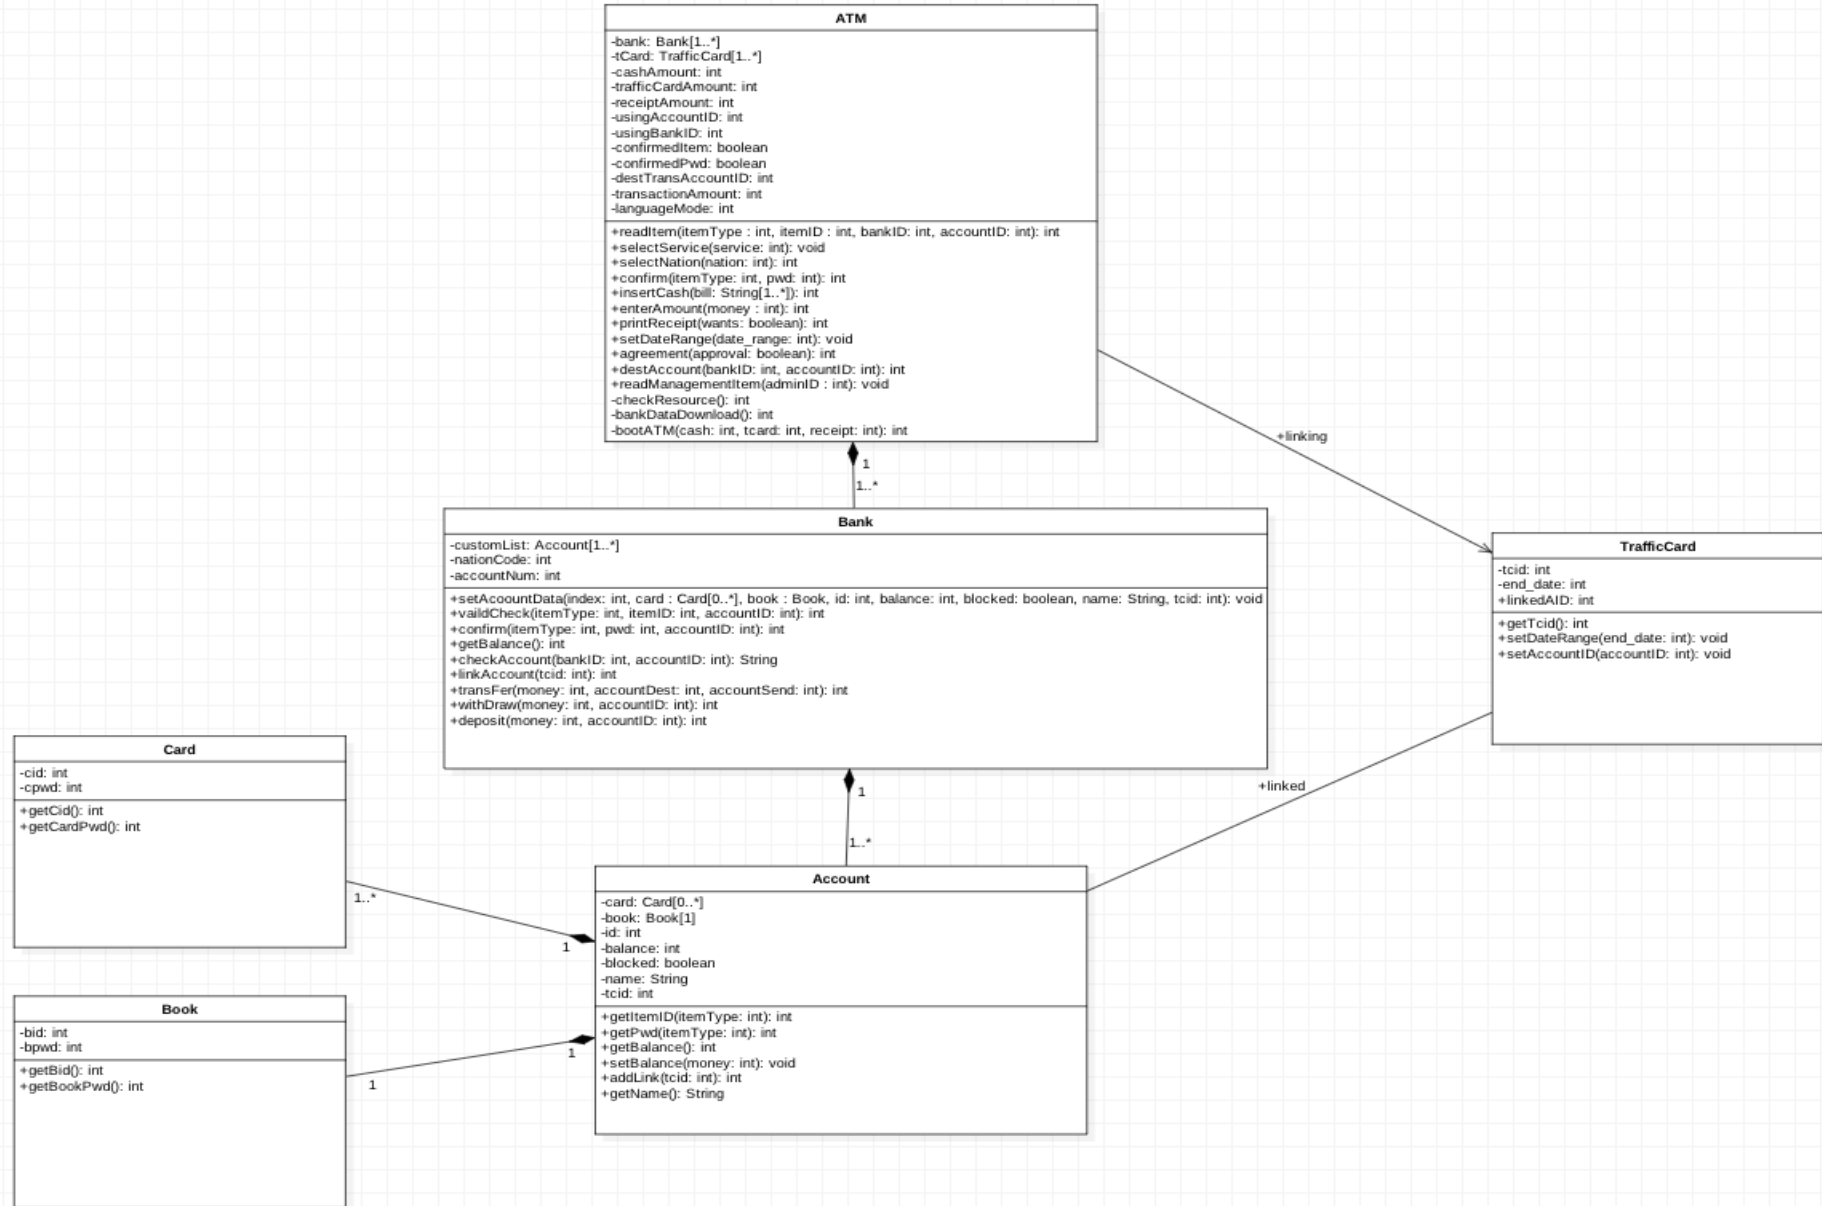 ATM
-bank: Bank[1..*]
-tCard: TrafficCard[1..*]
-cashAmount: int
-trafficCardAmount: int
-receiptAmount: int
-usingAccountID: int
-usingBankID: int
-confirmedItem: boolean
-confirmedPwd: boolean
-destTransAccountID: int
-transactionAmount: int
-languageMode: int
+readItem(itemType : int, itemID : int, bankID: int, accountID: int): int
+selectService(service: int): void
+selectNation(nation: int): int
+confirm(itemType: int, pwd: int): int
+insertCash(bill: String[1..*]): int
+enterAmount(money : int): int
+printReceipt(wants: boolean): int
+setDateRange(date_range: int): void
+agreement(approval: boolean): int
+destAccount(bankID: int, accountID: int): int
+readManagementItem(adminID : int): void
-checkResource(): int
-bankDataDownload(): int
-bootATM(cash: int, tcard: int, receipt: int): int
+linking
1
1..*
Bank
-customList: Account[1..*]
-nationCode: int
-accountNum: int
+setAcoountData(index: int, card : Card[0..*], book : Book, id: int, balance: int, blocked: boolean, name: String, tcid: int): void
+vaildCheck(itemType: int, itemID: int, accountID: int): int
+confirm(itemType: int, pwd: int, accountID: int): int
+getBalance(): int
+checkAccount(bankID: int, accountID: int): String
+linkAccount(tcid: int): int
+transFer(money: int, accountDest: int, accountSend: int): int
+withDraw(money: int, accountID: int): int
+deposit(money: int, accountID: int): int
TrafficCard
-tcid: int
-end_date: int
+linkedAID: int
+getTcid(): int
+setDateRange(end_date: int): void
+setAccountID(accountID: int): void
+linked
1
1..*
Card
-cid: int
-cpwd: int
+getCid(): int
+getCardPwd(): int
1..*
1
Account
-card: Card[0..*]
-book: Book[1]
-id: int
-balance: int
-blocked: boolean
-name: String
-tcid: int
+getItemID(itemType: int): int
+getPwd(itemType: int): int
+getBalance(): int
+setBalance(money: int): void
+addLink(tcid: int): int
+getName(): String
Book
-bid: int
-bpwd: int
+getBid(): int
+getBookPwd(): int
1
1